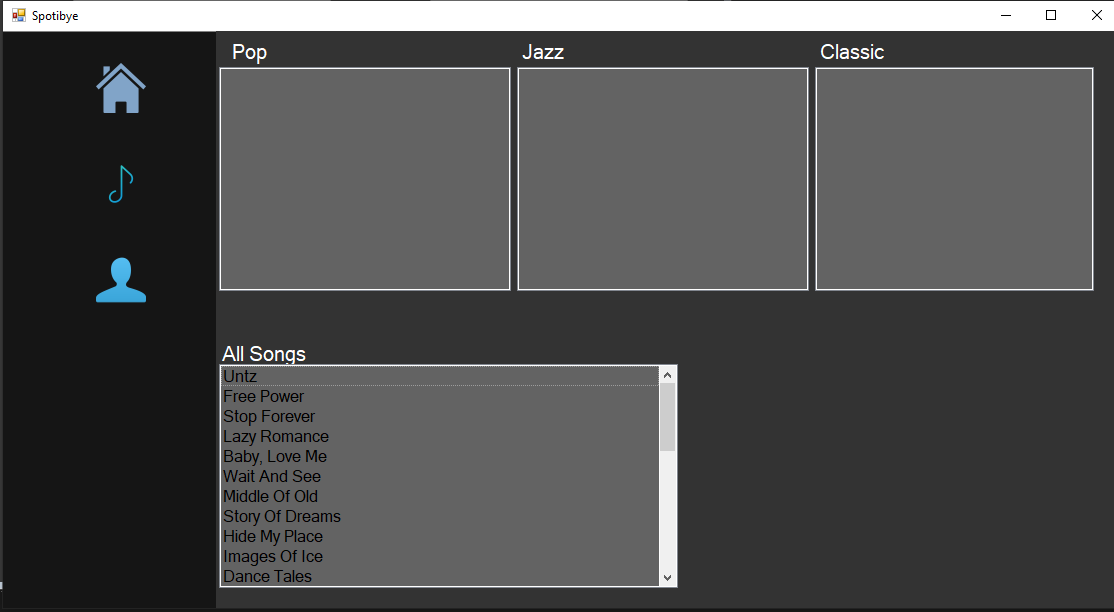 Spotibye
Pop
Jazz
Classic
All Songs
Untz
Free Power
Stop Forever
Lazy Romance
Baby, Love Me
Wait And See
Middle Of Old
Story Of Dreams
Hide My Place
Images Of Ice
Dance Tales